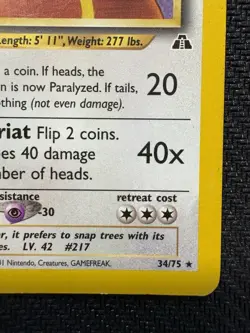 Length: 5' 11", Weight: 277 lbs.
a coin. If heads, the
n is now Paralyzed. If tails,
othing (not even damage).
20
riat Flip 2 coins.
es 40 damage
mber of heads.
40x
sistance
retreat cost
-30
r, it prefers to snap trees with its
es. LV. 42 #217
01 Nintendo, Creatures, GAMEFREAK.
34/75 ★